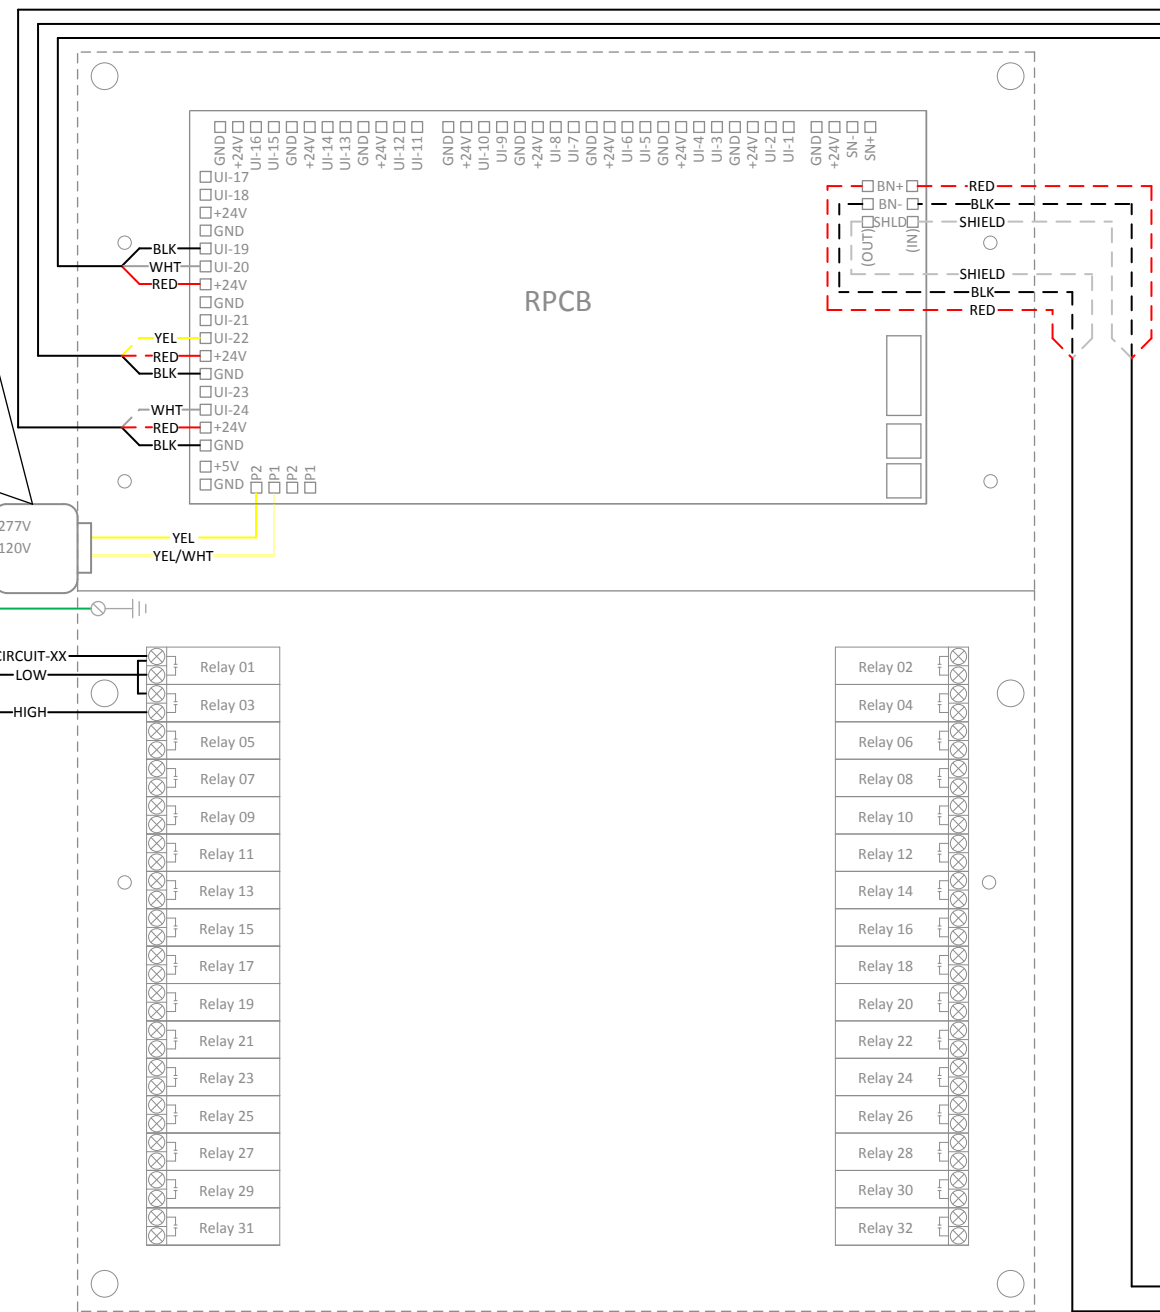 GND +24V UI-16 UI-15 GND +24V UI-14 UI-13 GND +24V UI-12 UI-11 GND +24V UI-10 UI-9 GND +24V UI-8 UI-7 GND +24V UI-6 UI-5 GND +24V UI-4 UI-3 GND +24V UI-2 UI-1 GND +24V SN- SN+
UI-17
UI-18
+24V
GND
BLK UI-19
WHT UI-20
RED +24V
GND
UI-21
YEL UI-22
RED +24V
BLK GND
UI-23
WHT UI-24
RED +24V
BLK GND
+5V
GND
P2 P1 P2 P1
RPCB
BN+ RED
BN- BLK
SHLD SHIELD
(OUT) (IN)
SHIELD
BLK
RED
277V
120V
YEL
YEL/WHT
CIRCUIT-XX
LOW
HIGH
Relay 01 Relay 02
Relay 03 Relay 04
Relay 05 Relay 06
Relay 07 Relay 08
Relay 09 Relay 10
Relay 11 Relay 12
Relay 13 Relay 14
Relay 15 Relay 16
Relay 17 Relay 18
Relay 19 Relay 20
Relay 21 Relay 22
Relay 23 Relay 24
Relay 25 Relay 26
Relay 27 Relay 28
Relay 29 Relay 30
Relay 31 Relay 32